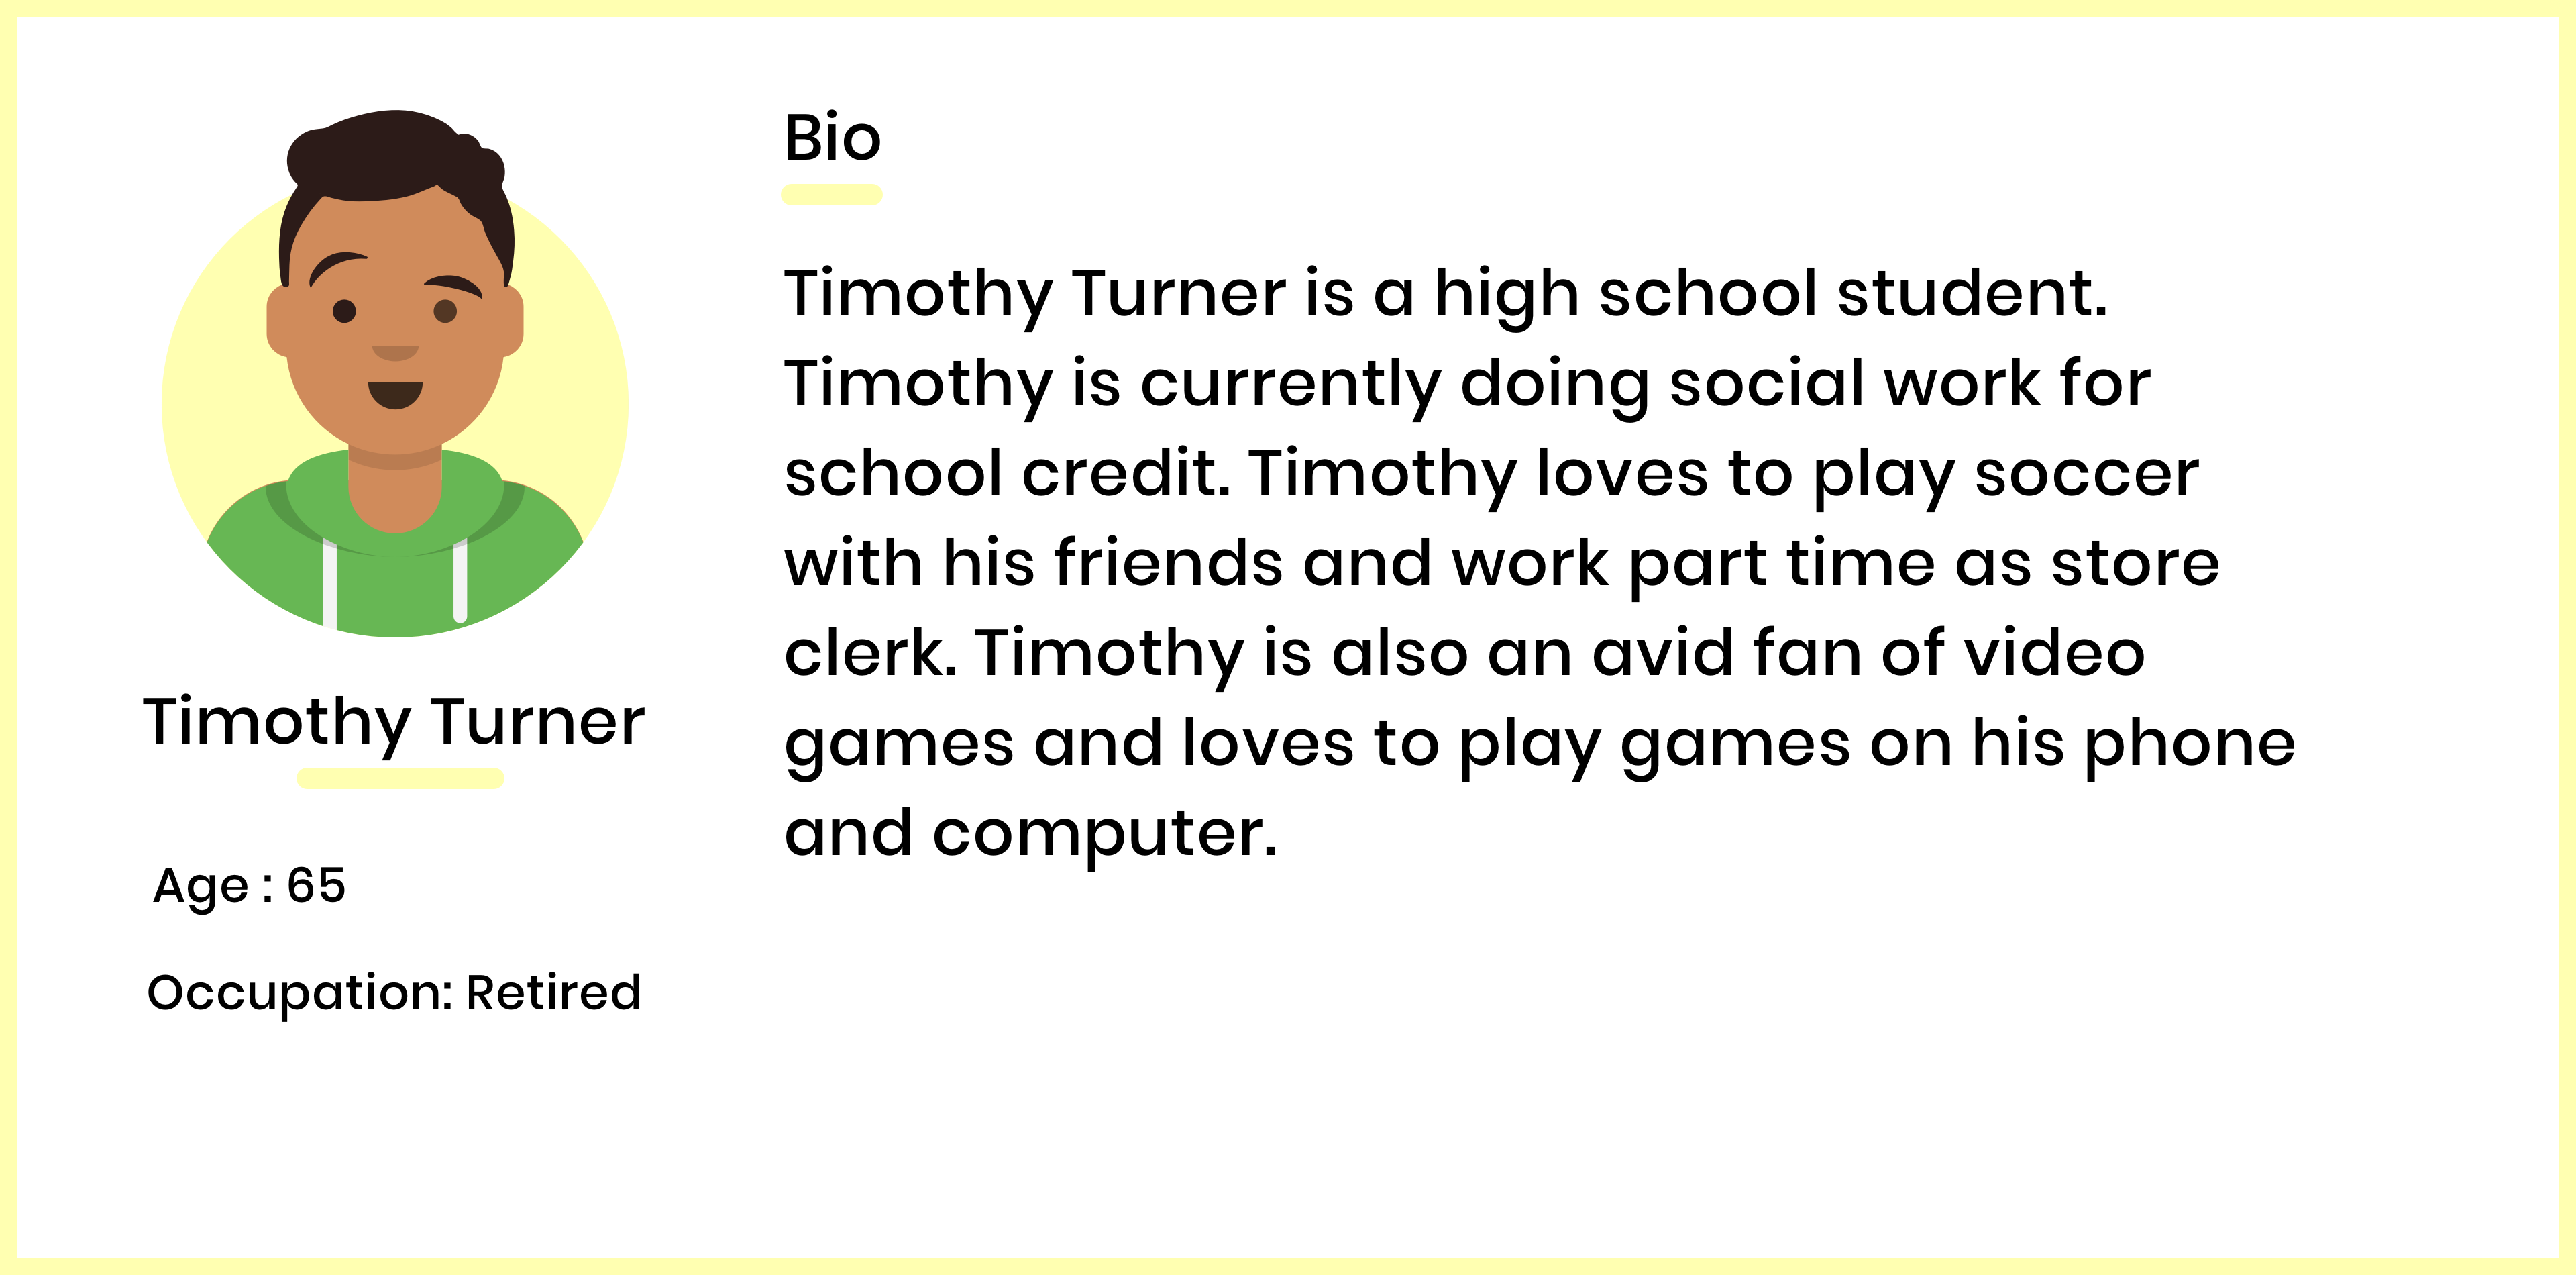 Bio
Timothy Turner is a high school student.
Timothy is currently doing social work for
school credit. Timothy loves to play soccer
with his friends and work part time as store
clerk. Timothy is also an avid fan of video
games and loves to play games on his phone
and computer.
Timothy Turner
Age : 65
Occupation: Retired